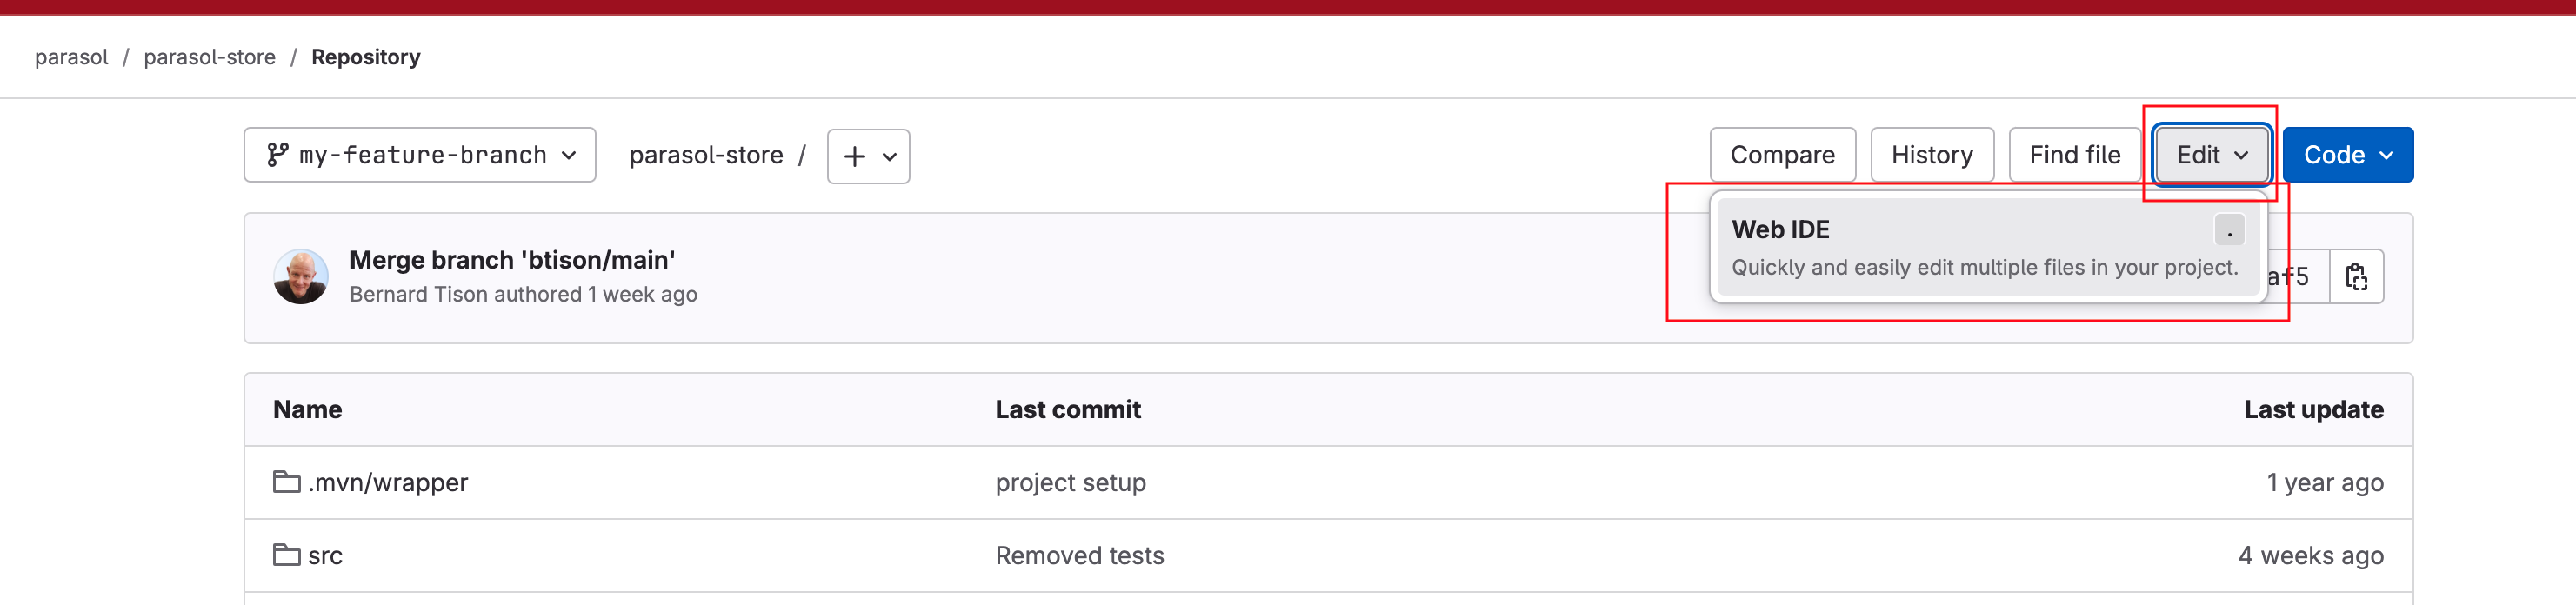 parasol / parasol-store / Repository
my-feature-branch parasol-store / + Compare History Find file Edit Code
Web IDE .
Quickly and easily edit multiple files in your project.
Merge branch 'btison/main'
Bernard Tison authored 1 week ago
af5
Name Last commit Last update
.mvn/wrapper project setup 1 year ago
src Removed tests 4 weeks ago